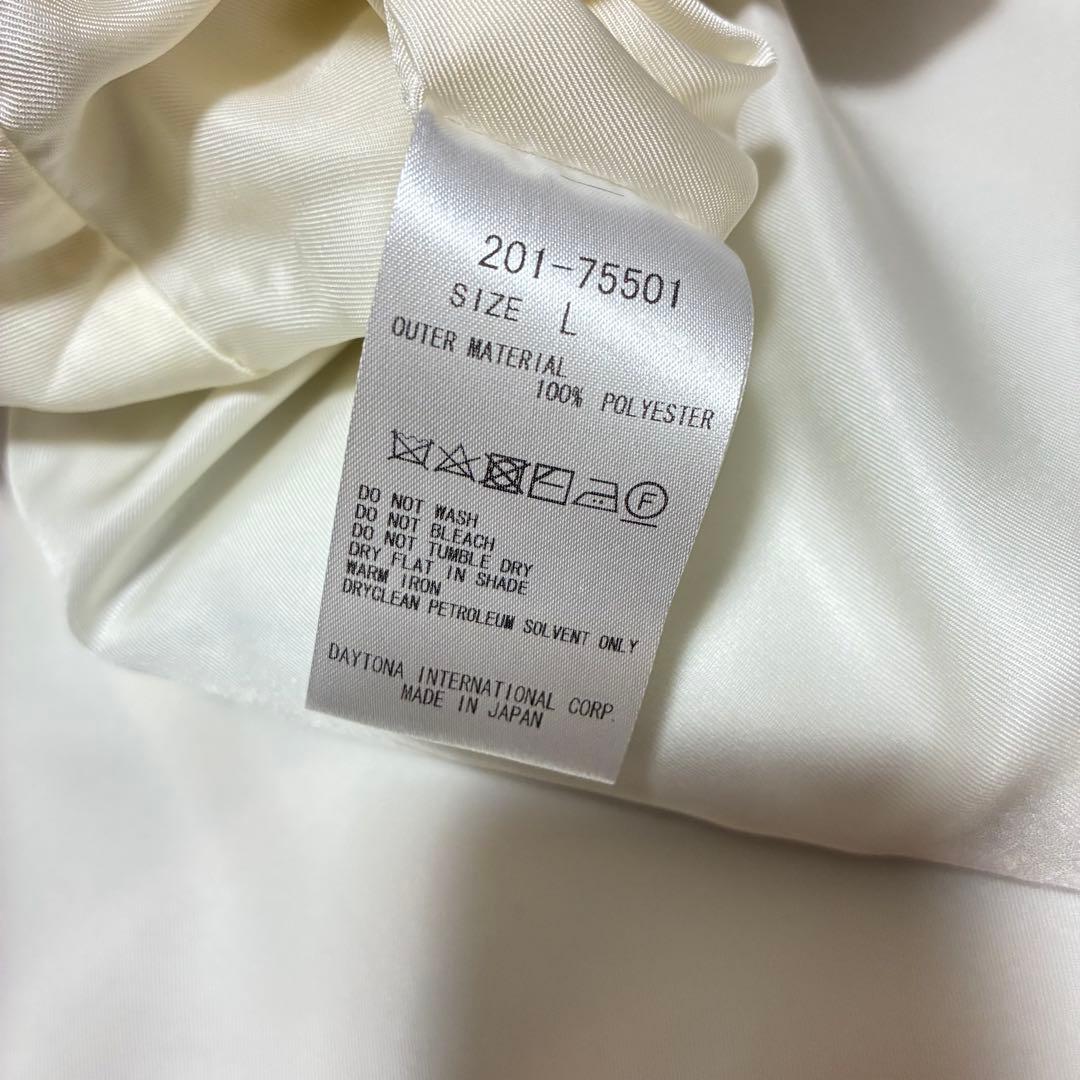 201-75501
SIZE L
OUTER MATERIAL
100% POLYESTER
F
DO NOT WASH
DO NOT BLEACH
DO NOT TUMBLE DRY
DRY FLAT IN SHADE
WARM IRON
DRYCLEAN PETROLEUM SOLVENT ONLY
DAYTONA INTERNATIONAL CORP.
MADE IN JAPAN